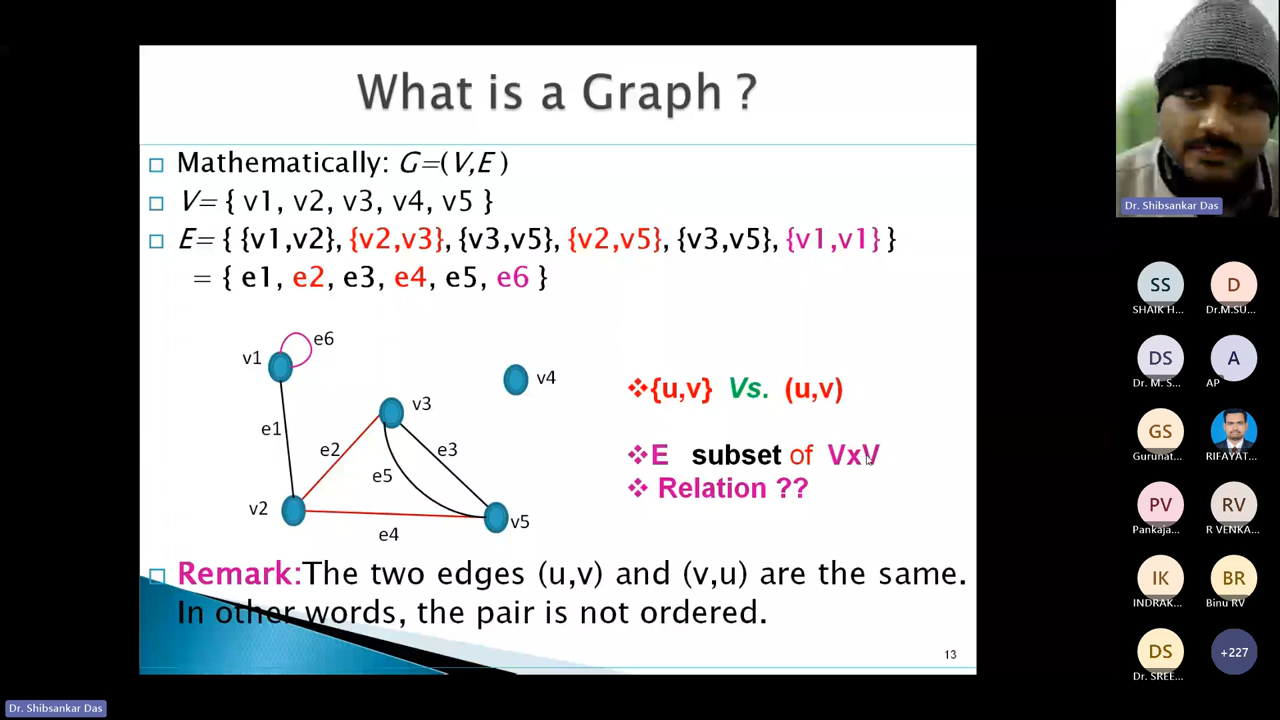 What is a Graph ?
Mathematically: G=(V,E )
V= { v1, v2, v3, v4, v5 }
E= { {v1,v2}, {v2,v3}, {v3,v5}, {v2,v5}, {v3,v5}, {v1,v1} }
= { e1, e2, e3, e4, e5, e6 }
e6
v1
v4
v3
e1
e2
e3
e5
v2
v5
e4
{u,v} Vs. (u,v)
E subset of VxV
Relation ??
Remark:The two edges (u,v) and (v,u) are the same.
In other words, the pair is not ordered.
13
Dr. Shibsankar Das
SS
SHAIK H...
D
Dr.M.SU...
DS
Dr. M. S...
A
AP
GS
Gurunat...
RIFAYAT...
PV
Pankaja...
RV
R VENKA...
IK
INDRAK...
BR
Binu RV
DS
Dr. SREE...
+227
Dr. Shibsankar Das